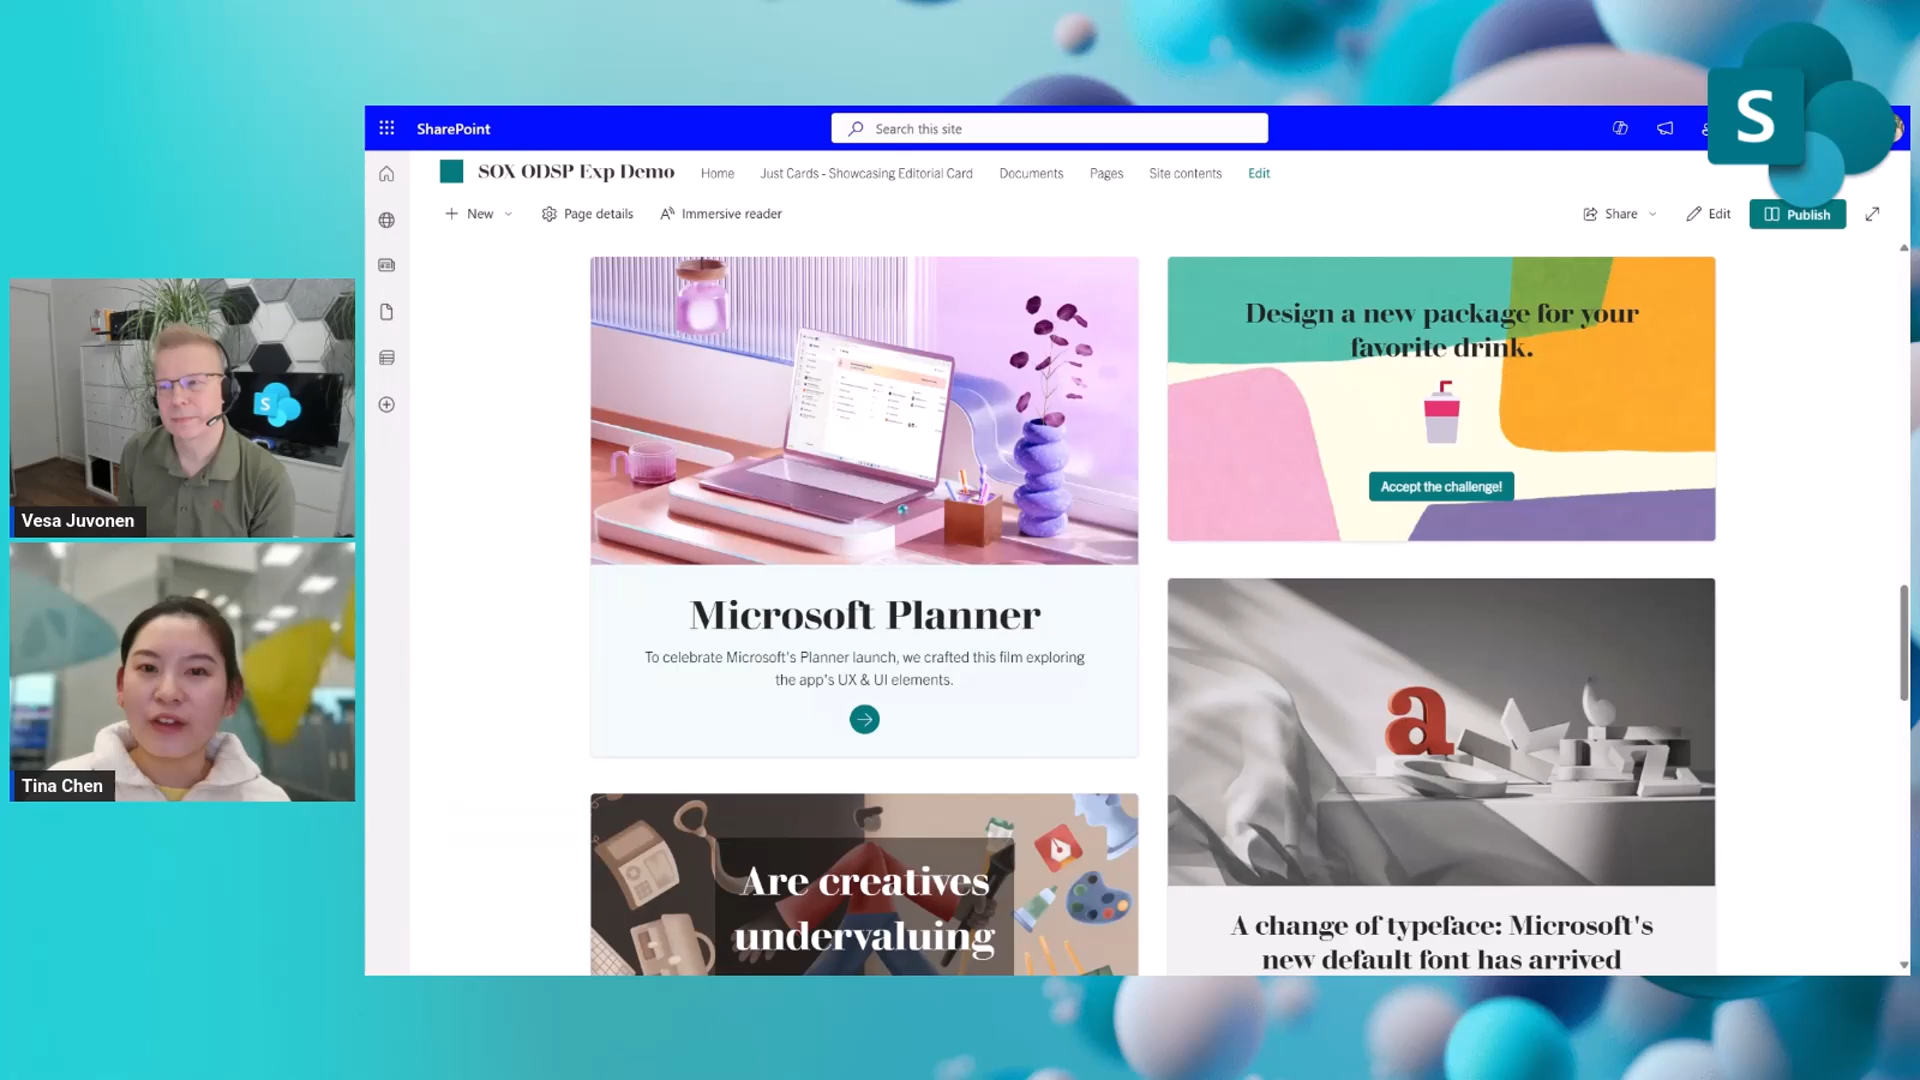 SharePoint
Search this site
S
SOX ODSP Exp Demo
Home
Just Cards - Showcasing Editorial Card
Documents
Pages
Site contents
Edit
New
Page details
Immersive reader
Share
Edit
Publish
Design a new package for your
favorite drink.
Accept the challenge!
S
Vesa Juvonen
Tina Chen
Microsoft Planner
To celebrate Microsoft's Planner launch, we crafted this film exploring
the app's UX & UI elements.
a
z
Are creatives
undervaluing
A change of typeface: Microsoft's
new default font has arrived